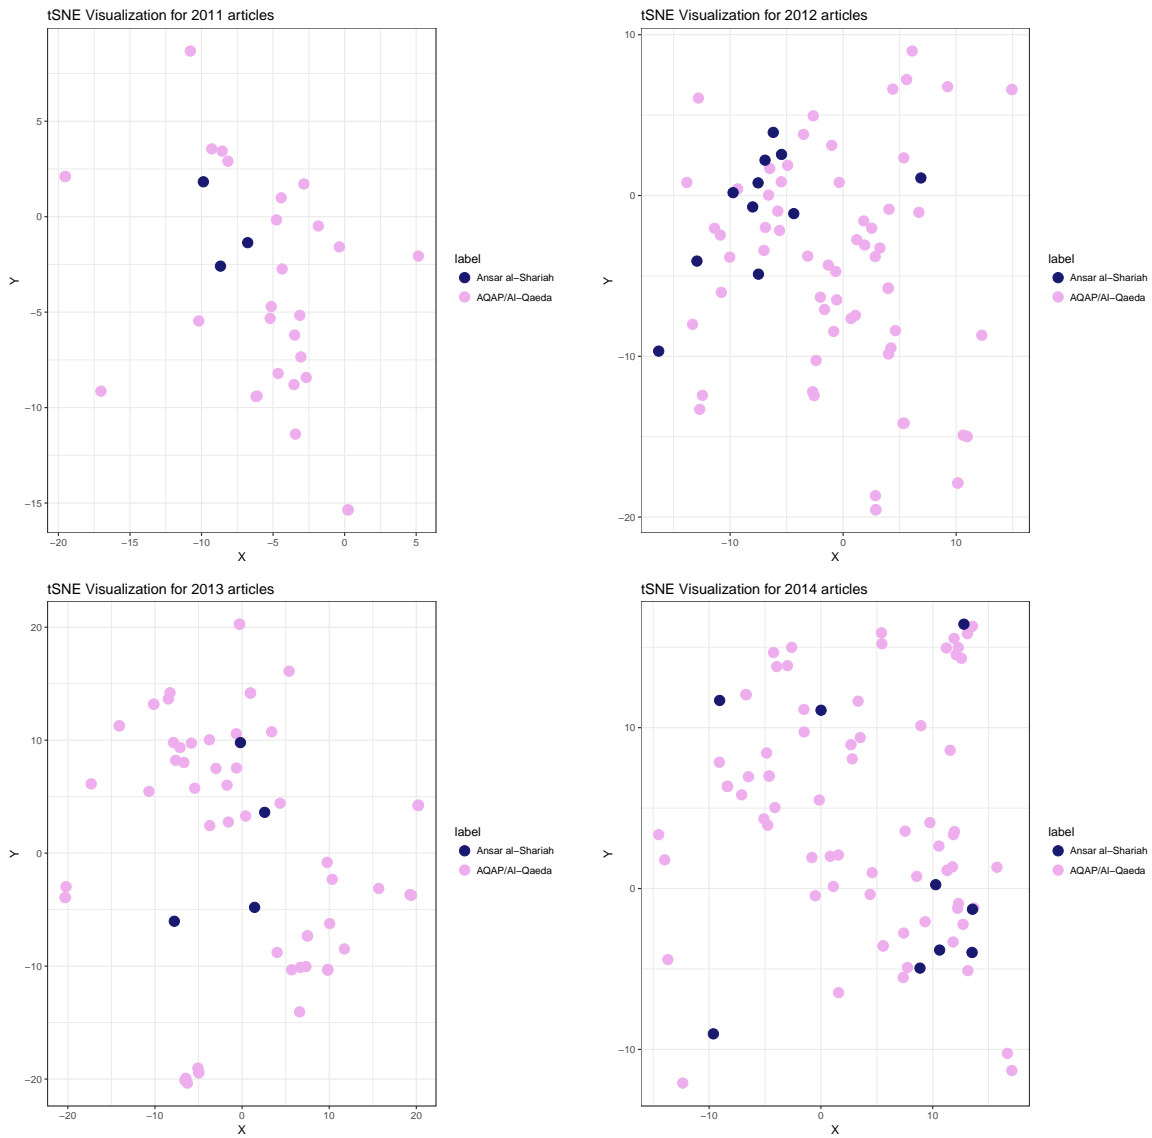 tSNE Visualization for 2011 articles
5
0
−5
−10
−15
−20
−15
−10
−5
0
5
X
Y
label
Ansar al−Shariah
AQAP/Al−Qaeda
tSNE Visualization for 2012 articles
10
0
−10
−20
−10
0
10
X
Y
label
Ansar al−Shariah
AQAP/Al−Qaeda
tSNE Visualization for 2013 articles
20
10
0
−10
−20
−20
−10
0
10
20
X
Y
label
Ansar al−Shariah
AQAP/Al−Qaeda
tSNE Visualization for 2014 articles
10
0
−10
−10
0
10
X
Y
label
Ansar al−Shariah
AQAP/Al−Qaeda